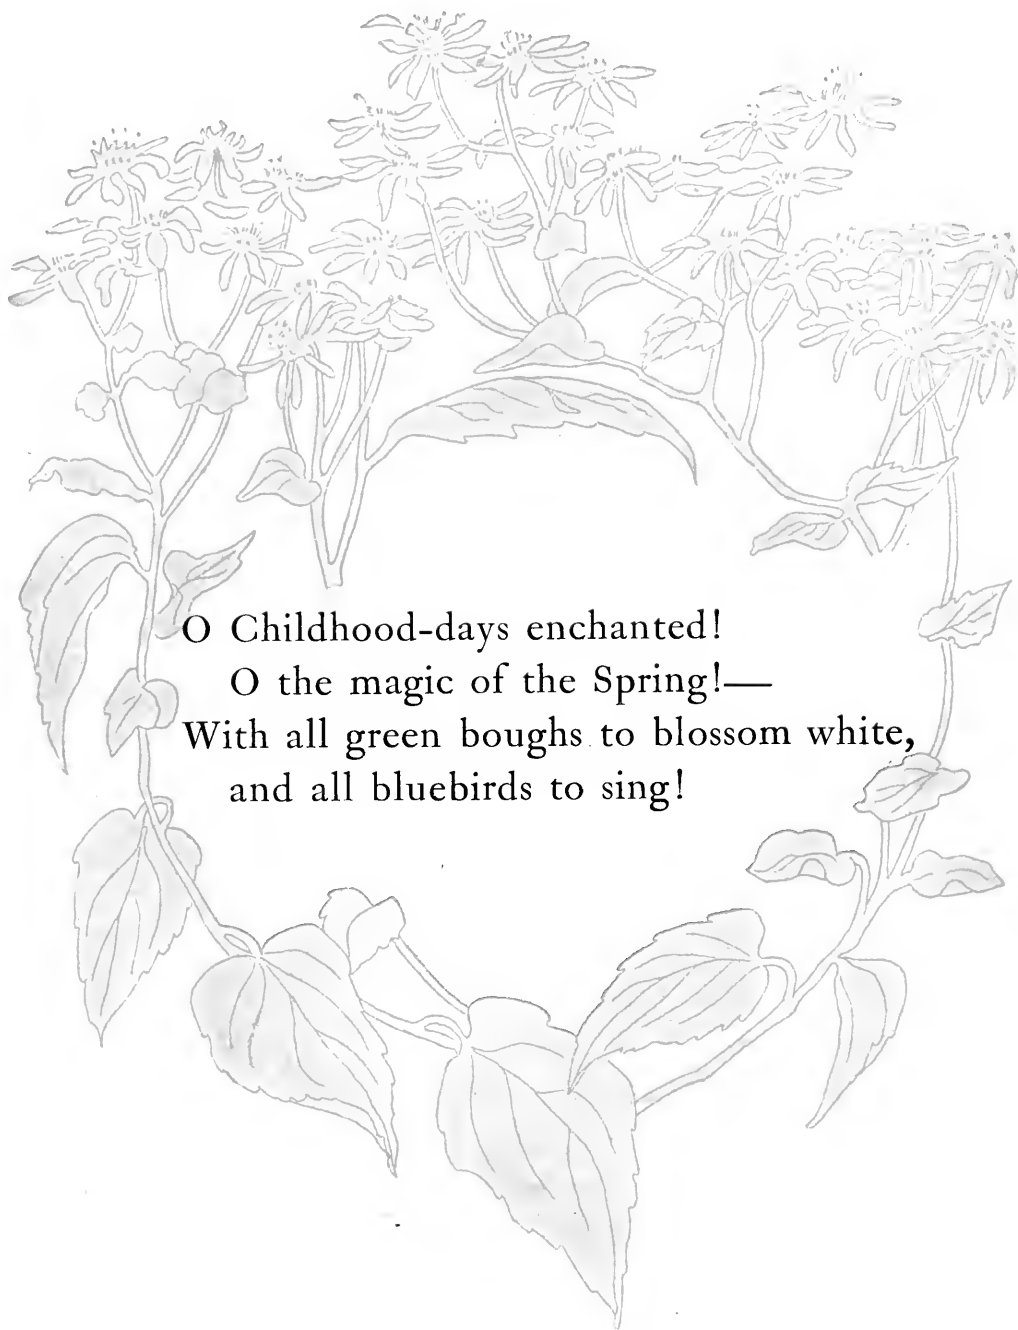 O Childhood-days enchanted!
O the magic of the Spring!—
With all green boughs to blossom white,
and all bluebirds to sing!